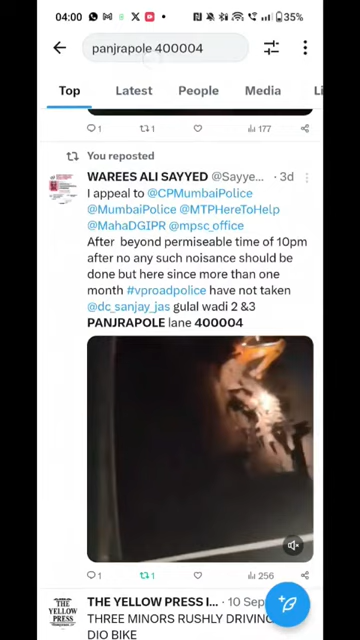 04:00
35%
panjrapole 400004
Top Latest People Media Li
1 1 177
You reposted
WAREES ALI SAYYED @Sayye... · 3d
I appeal to @CPMumbaiPolice
@MumbaiPolice @MTPHereToHelp
@MahaDGIPR @mpsc_office
After beyond permiseable time of 10pm
after no any such noisance should be
done but here since more than one
month #vproadpolice have not taken
@dc_sanjay_jas gulal wadi 2 &3
PANJRAPOLE lane 400004
1 1 256
THE YELLOW PRESS
THE YELLOW PRESS I... · 10 Sep
THREE MINORS RUSHLY DRIVING
DIO BIKE